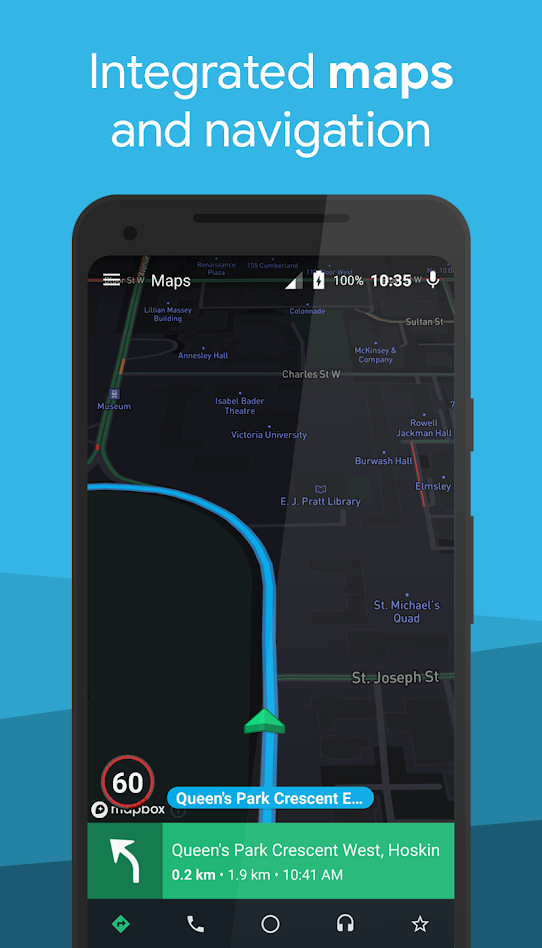 Integrated maps
and navigation
Maps
100%
10:35
Renaissance
Plaza
155 Cumberland
Lillian Massey
Building
Colonnade
Sultan St
Annesley Hall
McKinsey &
Company
Charles St W
Museum
Isabel Bader
Theatre
Rowell
Jackman Hall
Victoria University
Burwash Hall
E. J. Pratt Library
Elmsley
St. Michael's
Quad
St. Joseph St
60
mapbox
Queen's Park Crescent E...
Queen's Park Crescent West, Hoskin
0.2 km • 1.9 km • 10:41 AM